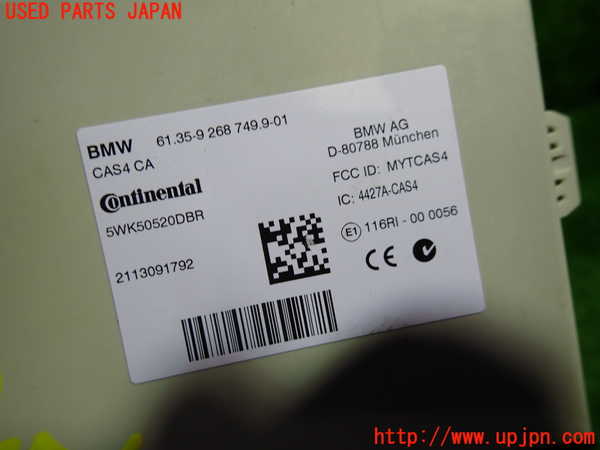 USED PARTS JAPAN
BMW 61.35-9 268 749.9-01
CAS4 CA
Continental
5WK50520DBR
2113091792
BMW AG
D-80788 München
FCC ID: MYTCAS4
IC: 4427A-CAS4
E1 116RI - 00 0056
CE
http://www.upjpn.com/